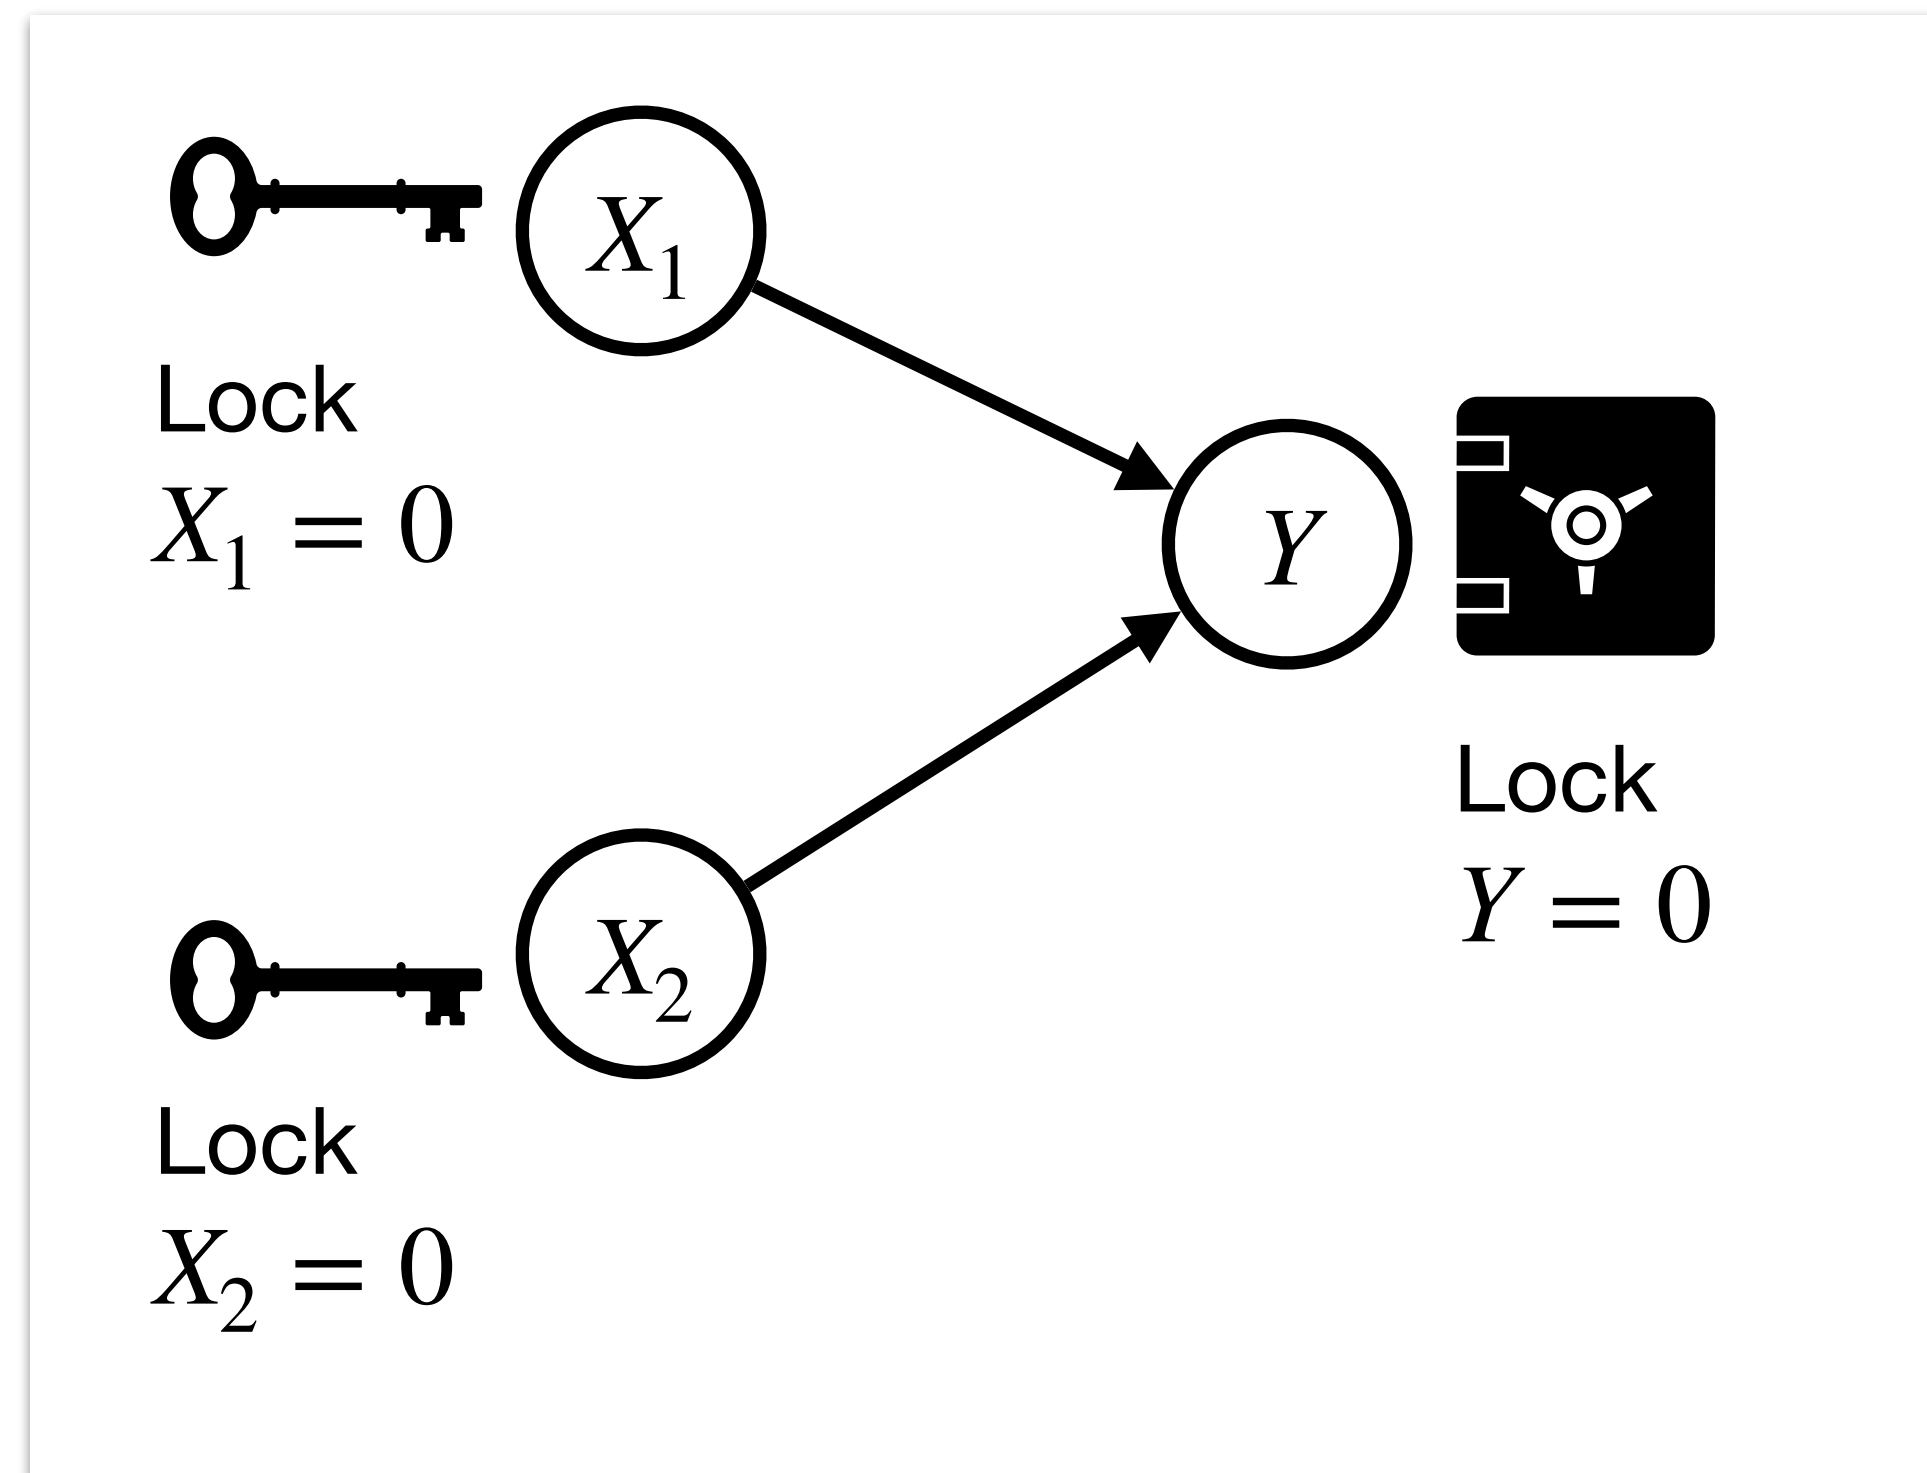 X₁
Lock
X₁ = 0
Y
Lock
Y = 0
X₂
Lock
X₂ = 0